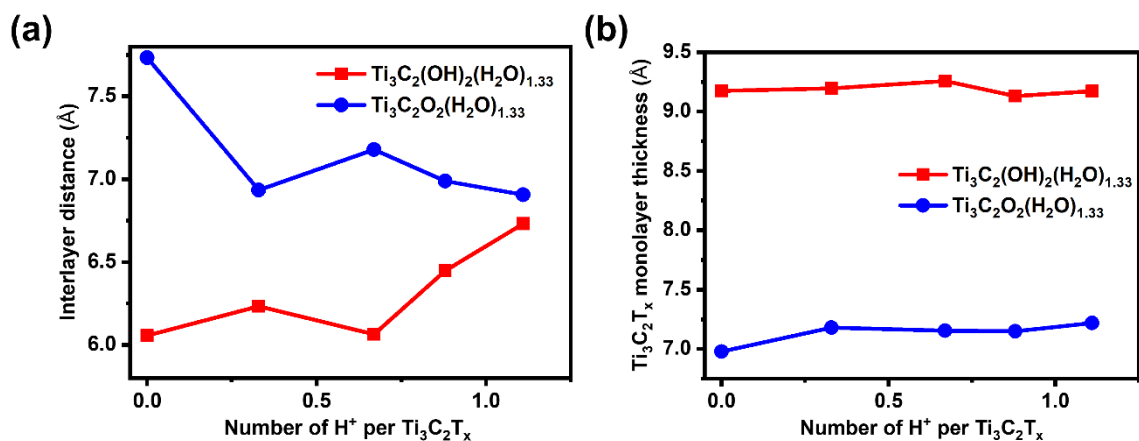 (a)
Interlayer distance (Å)
7.5
7.0
6.5
6.0
Ti₃C₂(OH)₂(H₂O)₁.₃₃
Ti₃C₂O₂(H₂O)₁.₃₃
0.0 0.5 1.0
Number of H⁺ per Ti₃C₂Tₓ
(b)
Ti₃C₂Tₓ monolayer thickness (Å)
9.5
9.0
8.5
8.0
7.5
7.0
Ti₃C₂(OH)₂(H₂O)₁.₃₃
Ti₃C₂O₂(H₂O)₁.₃₃
0.0 0.5 1.0
Number of H⁺ per Ti₃C₂Tₓ